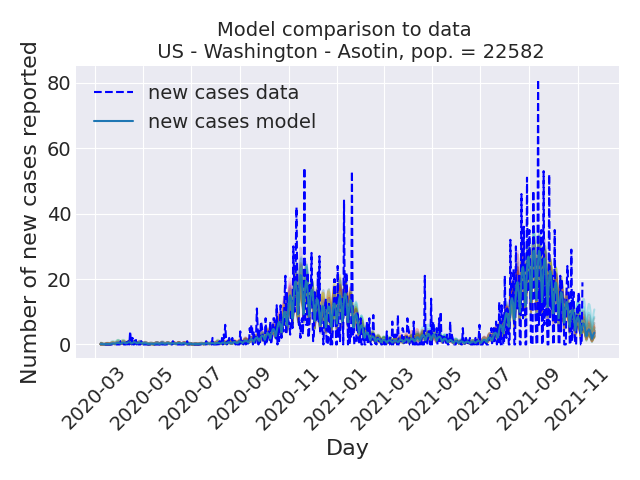 Model comparison to data
US - Washington - Asotin, pop. = 22582
Number of new cases reported
80
60
40
20
0
new cases data
new cases model
2020-03
2020-05
2020-07
2020-09
2020-11
2021-01
2021-03
2021-05
2021-07
2021-09
2021-11
Day